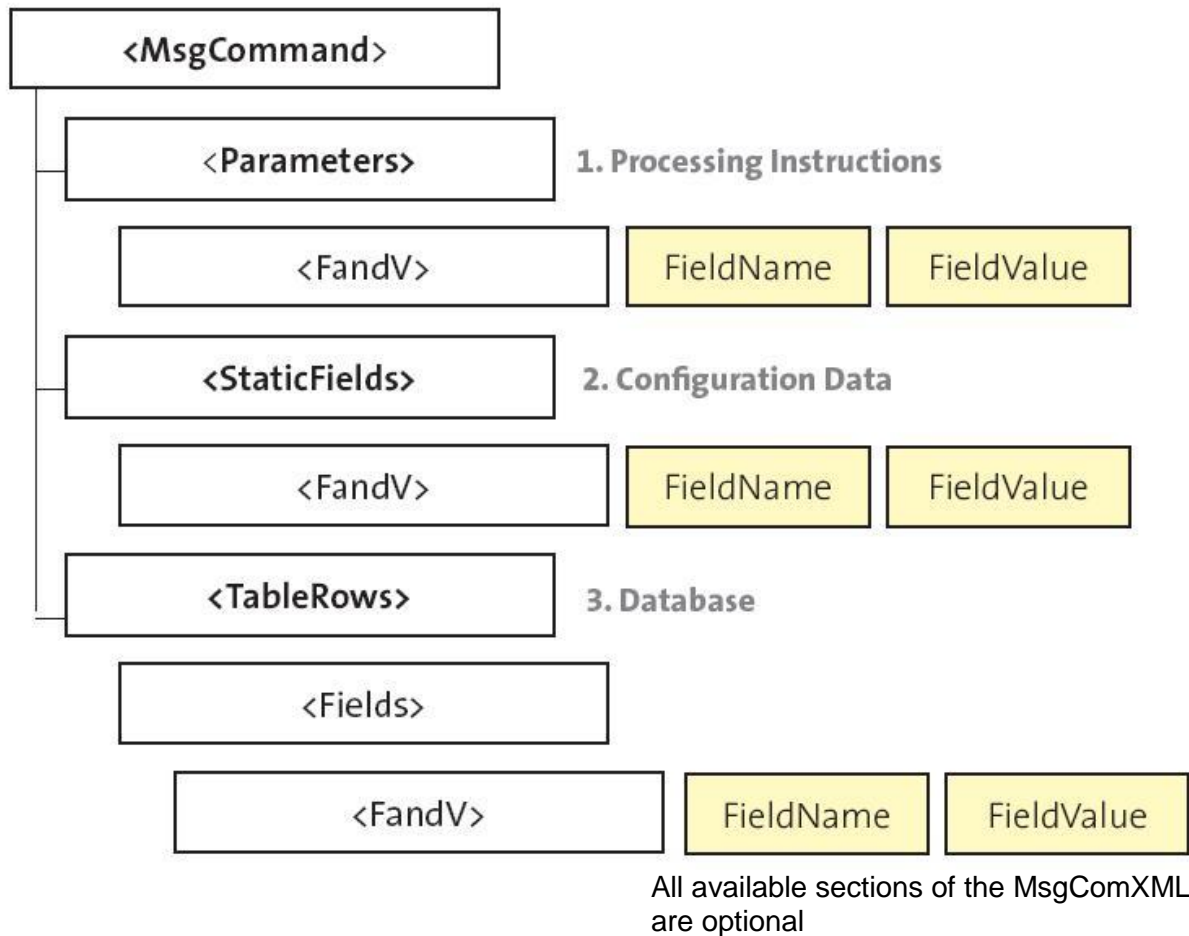 <MsgCommand>
<Parameters> 1. Processing Instructions
<FandV> FieldName FieldValue
<StaticFields> 2. Configuration Data
<FandV> FieldName FieldValue
<TableRows> 3. Database
<Fields>
<FandV> FieldName FieldValue
All available sections of the MsgComXML
are optional